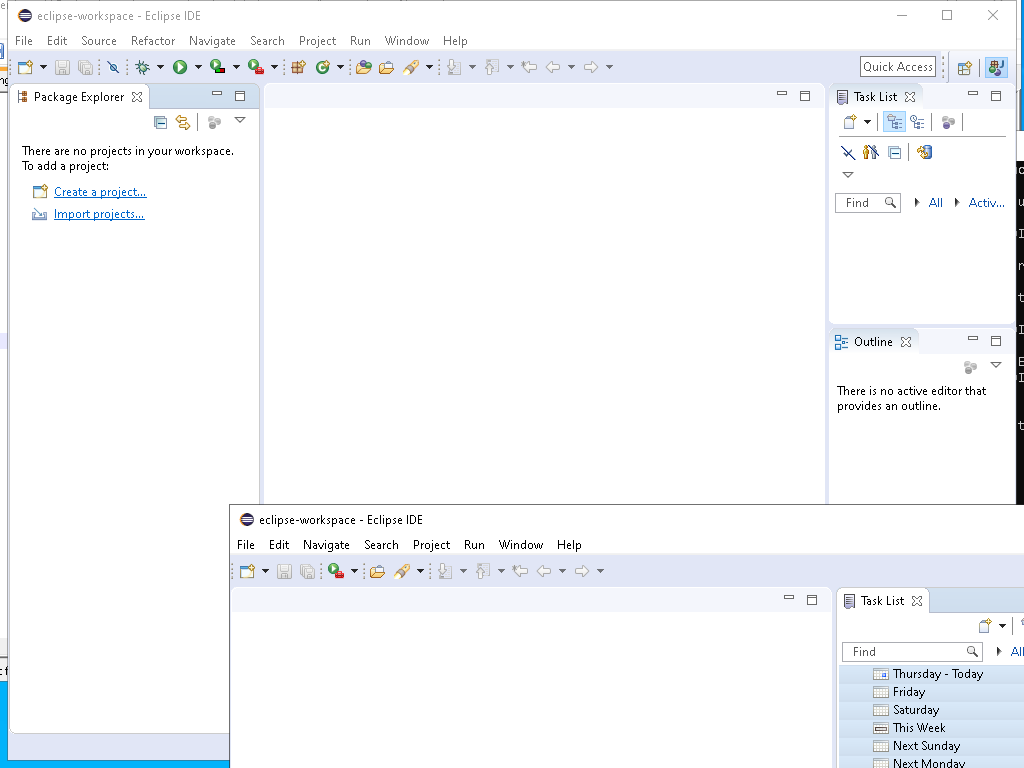 eclipse-workspace - Eclipse IDE
File Edit Source Refactor Navigate Search Project Run Window Help
Quick Access
Package Explorer
There are no projects in your workspace.
To add a project:
Create a project...
Import projects...
Task List
Find All Activ...
Outline
There is no active editor that
provides an outline.
eclipse-workspace - Eclipse IDE
File Edit Navigate Search Project Run Window Help
Task List
Find All
Thursday - Today
Friday
Saturday
This Week
Next Sunday
Next Monday